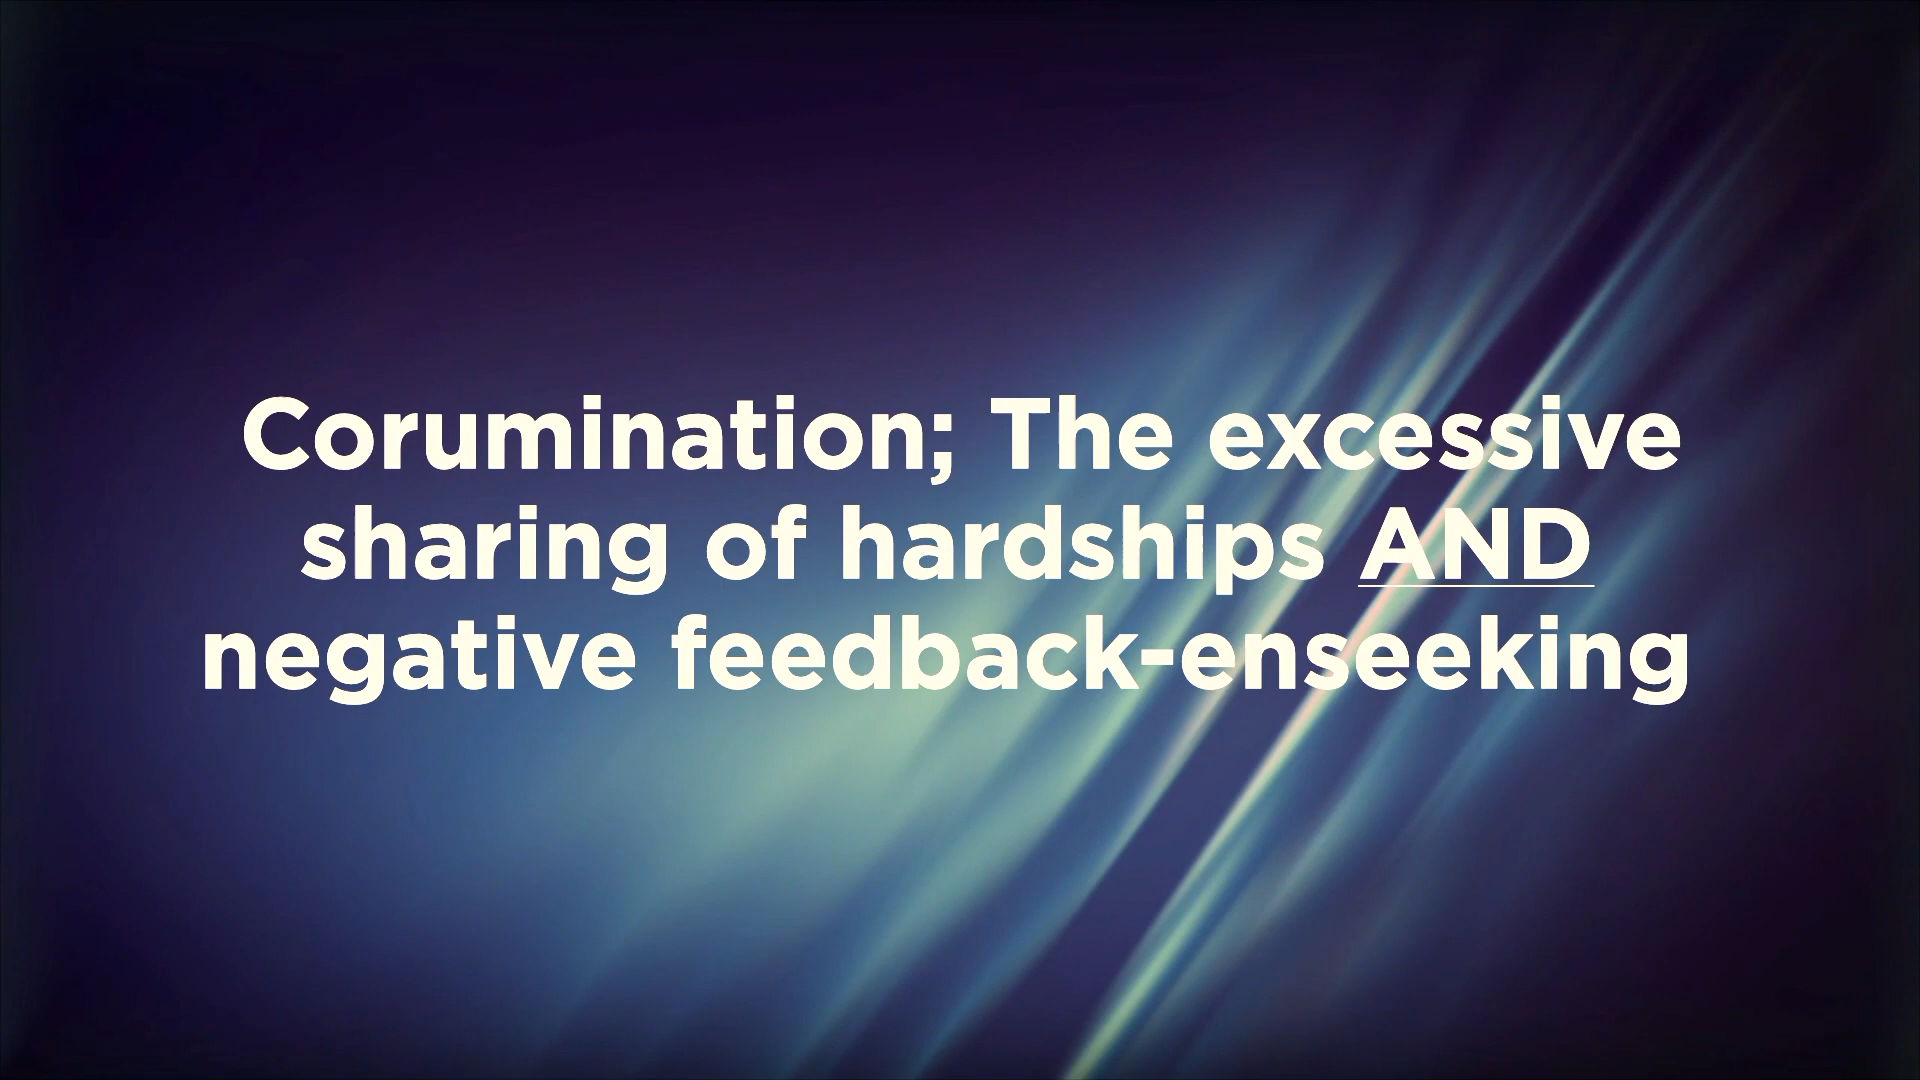 Corumination; The excessive
sharing of hardships AND
negative feedback-enseeking